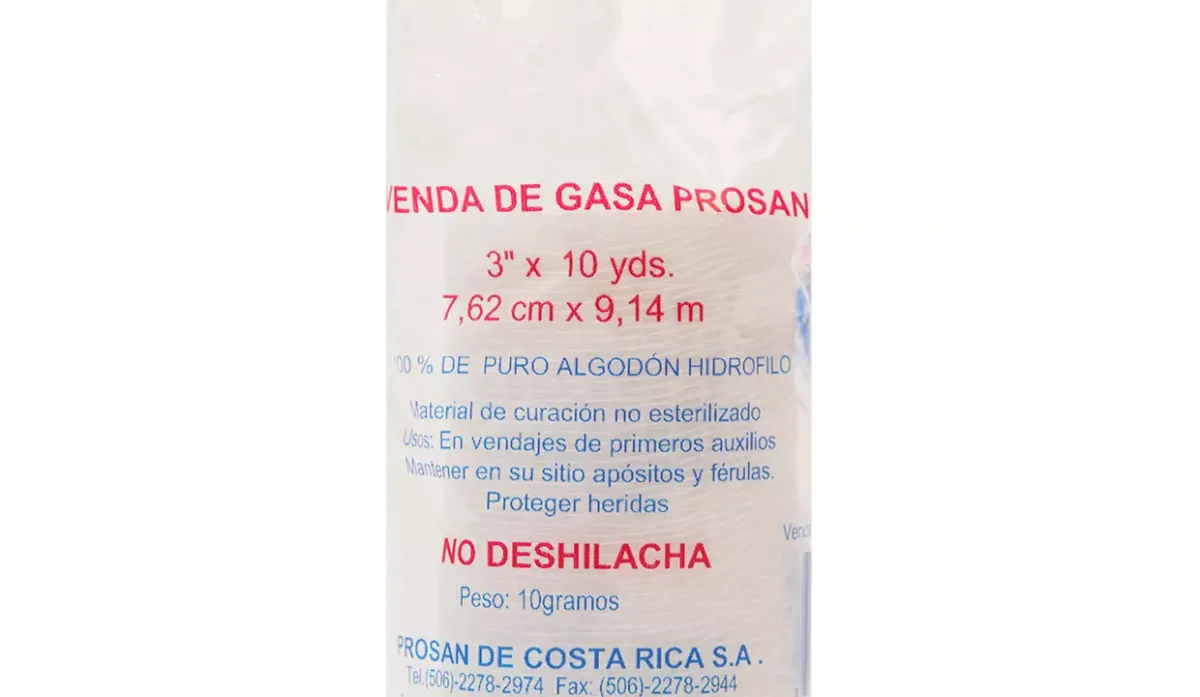 VENDA DE GASA PROSAN
3" x 10 yds.
7,62 cm x 9,14 m
100 % DE PURO ALGODÓN HIDROFILO
Material de curación no esterilizado
Usos: En vendajes de primeros auxilios
Mantener en su sitio apósitos y férulas.
Proteger heridas
NO DESHILACHA
Peso: 10gramos
PROSAN DE COSTA RICA S.A.
Tel.(506)-2278-2974 Fax: (506)-2278-2944